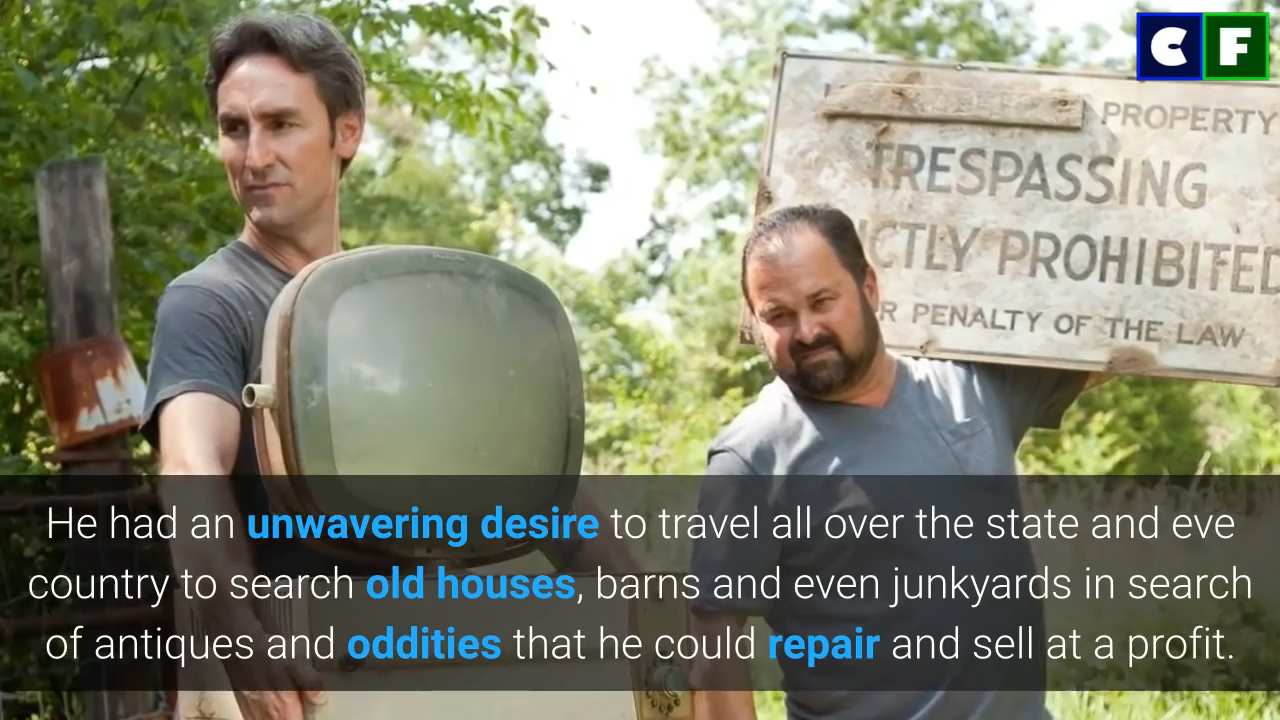 C F
PROPERTY
TRESPASSING
CTLY PROHIBITED
R PENALTY OF THE LAW
He had an unwavering desire to travel all over the state and eve
country to search old houses, barns and even junkyards in search
of antiques and oddities that he could repair and sell at a profit.